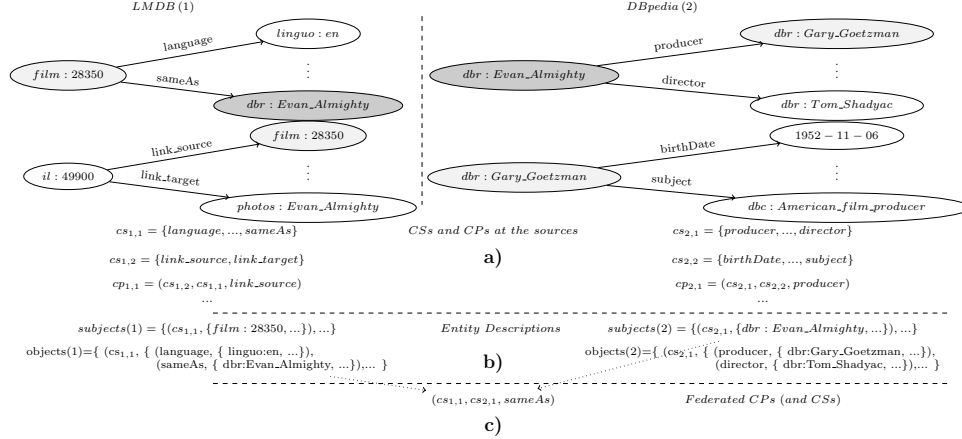 LMDB (1)
DBpedia (2)
linguo : en
language
film : 28350
sameAs
dbr : Evan_Almighty
film : 28350
link_source
il : 49900
link_target
photos : Evan_Almighty
dbr : Gary_Goetzman
producer
dbr : Evan_Almighty
director
dbr : Tom_Shadyac
1952 − 11 − 06
birthDate
dbr : Gary_Goetzman
subject
dbc : American_film_producer
cs1,1 = {language, ..., sameAs}
CSs and CPs at the sources
cs2,1 = {producer, ..., director}
a)
cs1,2 = {link_source, link_target}
cs2,2 = {birthDate, ..., subject}
cp1,1 = (cs1,2, cs1,1, link_source)
cp2,1 = (cs2,1, cs2,2, producer)
...
...
subjects(1) = {(cs1,1, {film : 28350, ...}), ...}
Entity Descriptions
subjects(2) = {(cs2,1, {dbr : Evan_Almighty, ...}), ...}
objects(1)={ (cs1,1, { (language, { linguo:en, ...}),
(sameAs, { dbr:Evan_Almighty, ...}),... }
b)
objects(2)={ (cs2,1, { (producer, { dbr:Gary_Goetzman, ...}),
(director, { dbr:Tom_Shadyac, ...}),... }
(cs1,1, cs2,1, sameAs)
Federated CPs (and CSs)
c)